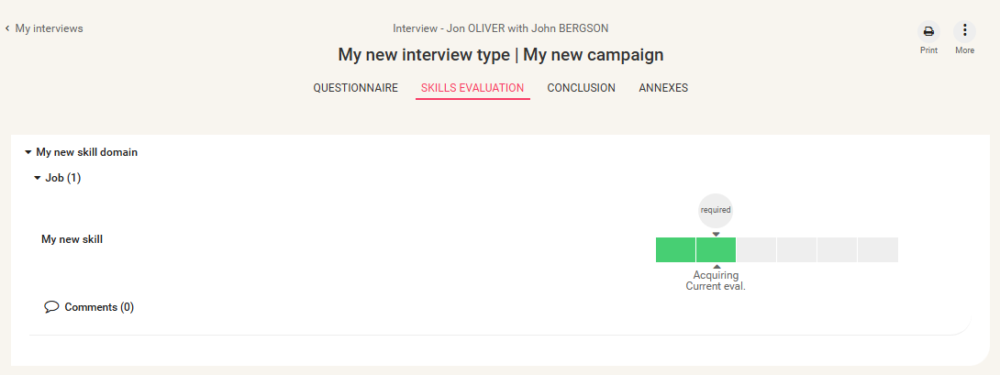 My interviews
Interview - Jon OLIVER with John BERGSON
My new interview type | My new campaign
Print
More
QUESTIONNAIRE
SKILLS EVALUATION
CONCLUSION
ANNEXES
My new skill domain
Job (1)
required
My new skill
Acquiring
Current eval.
Comments (0)